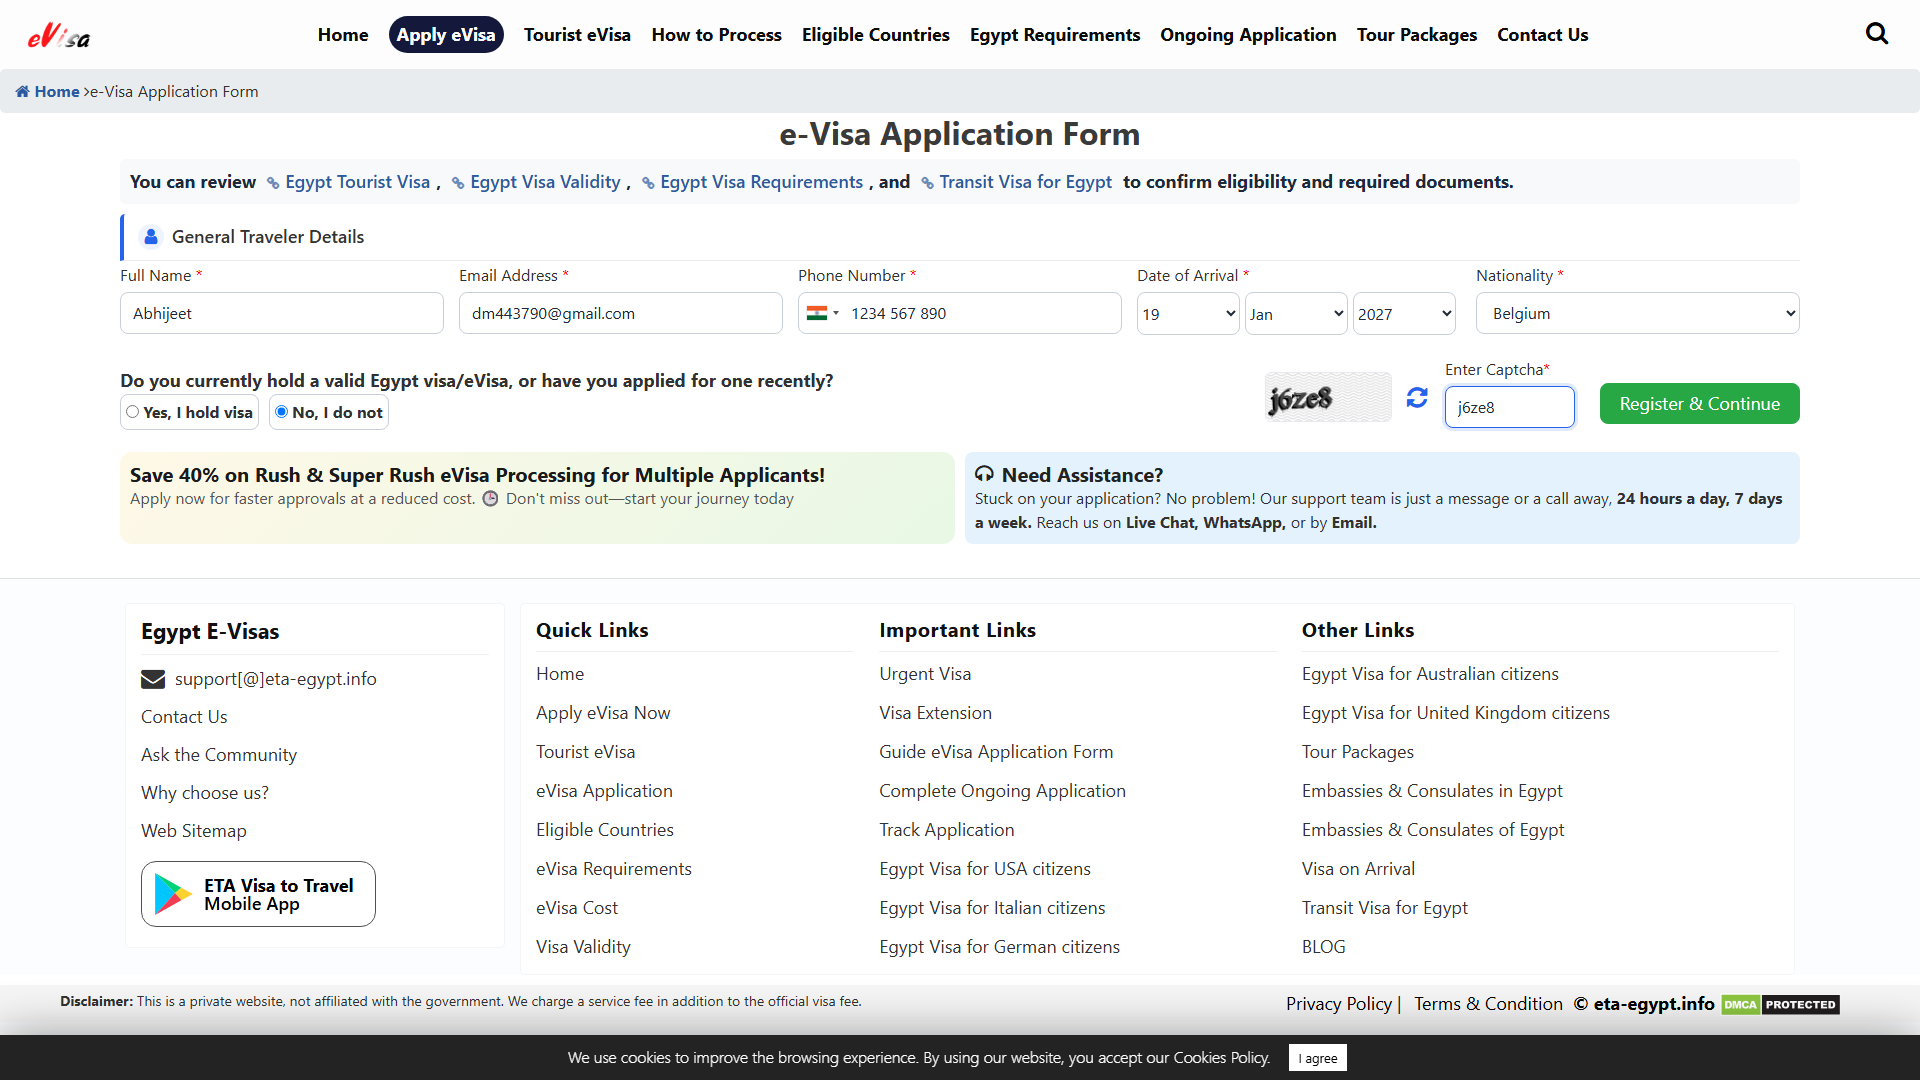 eVisa
Home
Apply eVisa
Tourist eVisa
How to Process
Eligible Countries
Egypt Requirements
Ongoing Application
Tour Packages
Contact Us
Home ›e-Visa Application Form
e-Visa Application Form
You can review Egypt Tourist Visa , Egypt Visa Validity , Egypt Visa Requirements , and Transit Visa for Egypt to confirm eligibility and required documents.
General Traveler Details
Full Name *
Email Address *
Phone Number *
Date of Arrival *
Nationality *
Abhijeet
dm443790@gmail.com
1234 567 890
19
Jan
2027
Belgium
Do you currently hold a valid Egypt visa/eVisa, or have you applied for one recently?
Yes, I hold visa
No, I do not
j6ze8
Enter Captcha*
j6ze8
Register & Continue
Save 40% on Rush & Super Rush eVisa Processing for Multiple Applicants!
Apply now for faster approvals at a reduced cost. Don't miss out—start your journey today
Need Assistance?
Stuck on your application? No problem! Our support team is just a message or a call away, 24 hours a day, 7 days
a week. Reach us on Live Chat, WhatsApp, or by Email.
Egypt E-Visas
support[@]eta-egypt.info
Contact Us
Ask the Community
Why choose us?
Web Sitemap
ETA Visa to Travel
Mobile App
Quick Links
Home
Apply eVisa Now
Tourist eVisa
eVisa Application
Eligible Countries
eVisa Requirements
eVisa Cost
Visa Validity
Important Links
Urgent Visa
Visa Extension
Guide eVisa Application Form
Complete Ongoing Application
Track Application
Egypt Visa for USA citizens
Egypt Visa for Italian citizens
Egypt Visa for German citizens
Other Links
Egypt Visa for Australian citizens
Egypt Visa for United Kingdom citizens
Tour Packages
Embassies & Consulates in Egypt
Embassies & Consulates of Egypt
Visa on Arrival
Transit Visa for Egypt
BLOG
Disclaimer: This is a private website, not affiliated with the government. We charge a service fee in addition to the official visa fee.
Privacy Policy | Terms & Condition © eta-egypt.info DMCA PROTECTED
We use cookies to improve the browsing experience. By using our website, you accept our Cookies Policy. I agree